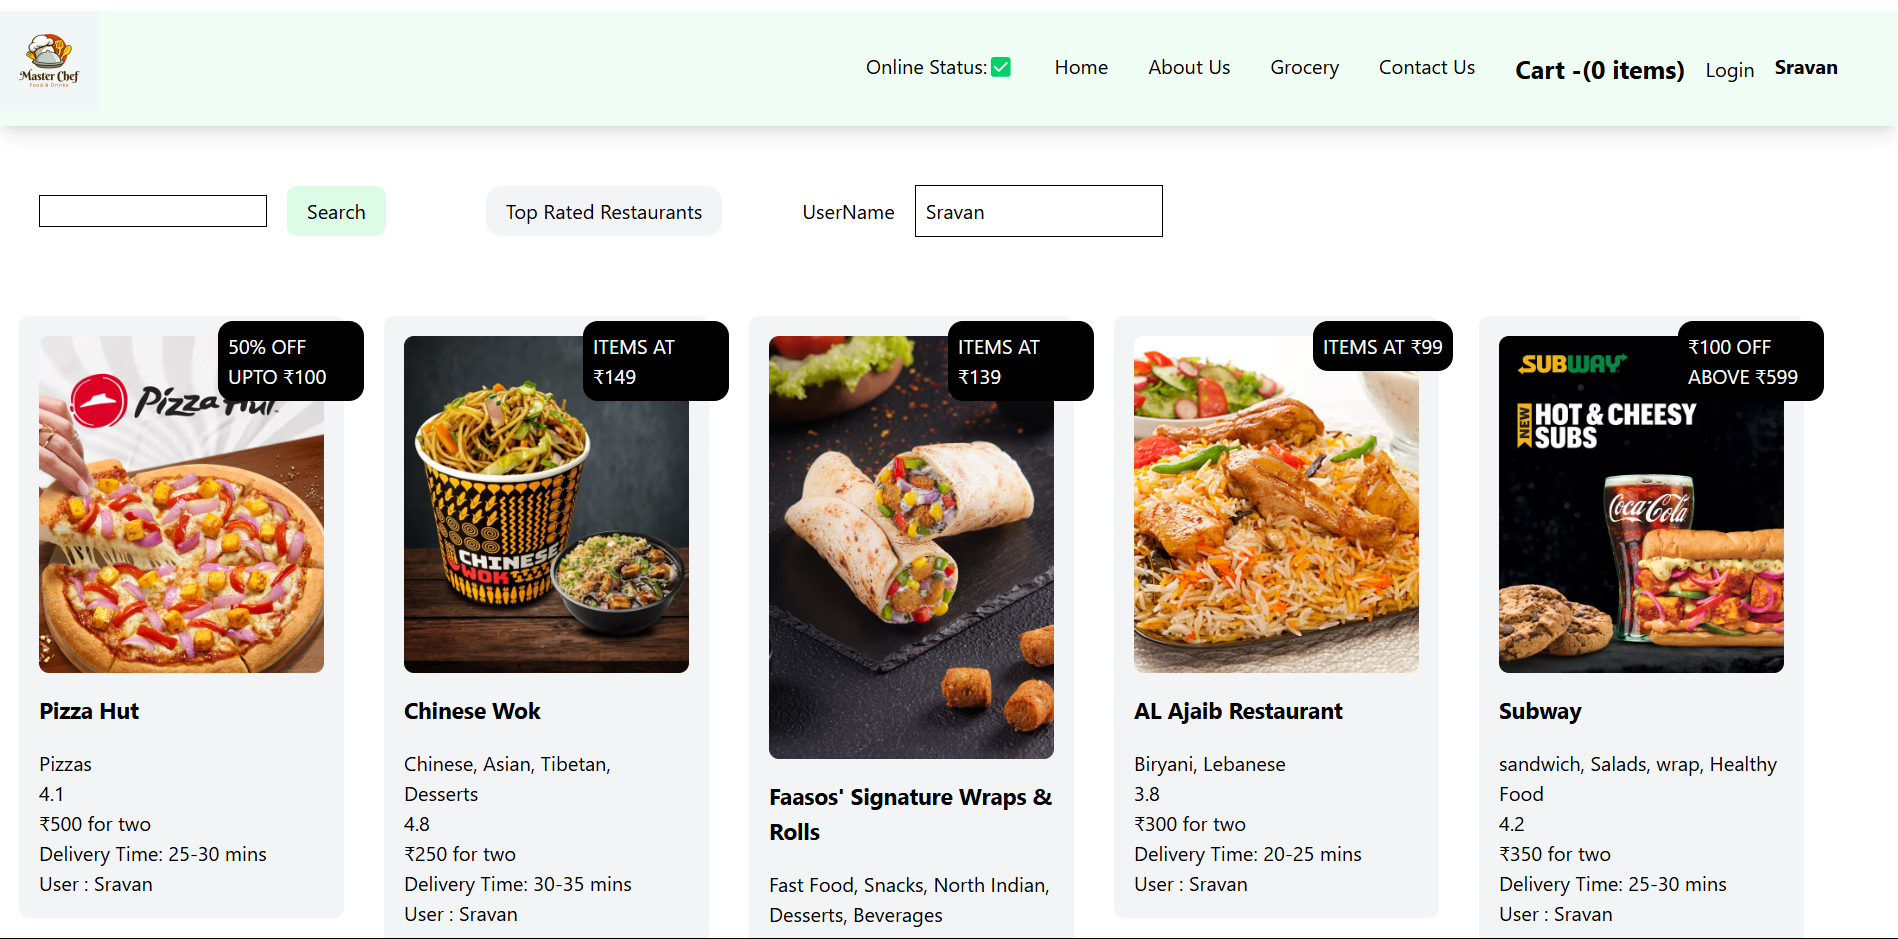 Master Chef
Food & Drinks
Online Status:✅ Home About Us Grocery Contact Us Cart -(0 items) Login Sravan
Search Top Rated Restaurants UserName Sravan
50% OFF
UPTO ₹100
Pizza Hut
Pizza Hut
Pizzas
4.1
₹500 for two
Delivery Time: 25-30 mins
User : Sravan
ITEMS AT
₹149
CHINESE
WOK
Chinese Wok
Chinese, Asian, Tibetan,
Desserts
4.8
₹250 for two
Delivery Time: 30-35 mins
User : Sravan
ITEMS AT
₹139
Faasos' Signature Wraps &
Rolls
Fast Food, Snacks, North Indian,
Desserts, Beverages
ITEMS AT ₹99
AL Ajaib Restaurant
Biryani, Lebanese
3.8
₹300 for two
Delivery Time: 20-25 mins
User : Sravan
₹100 OFF
ABOVE ₹599
SUBWAY
NEW HOT & CHEESY
SUBS
Coca-Cola
Subway
sandwich, Salads, wrap, Healthy
Food
4.2
₹350 for two
Delivery Time: 25-30 mins
User : Sravan